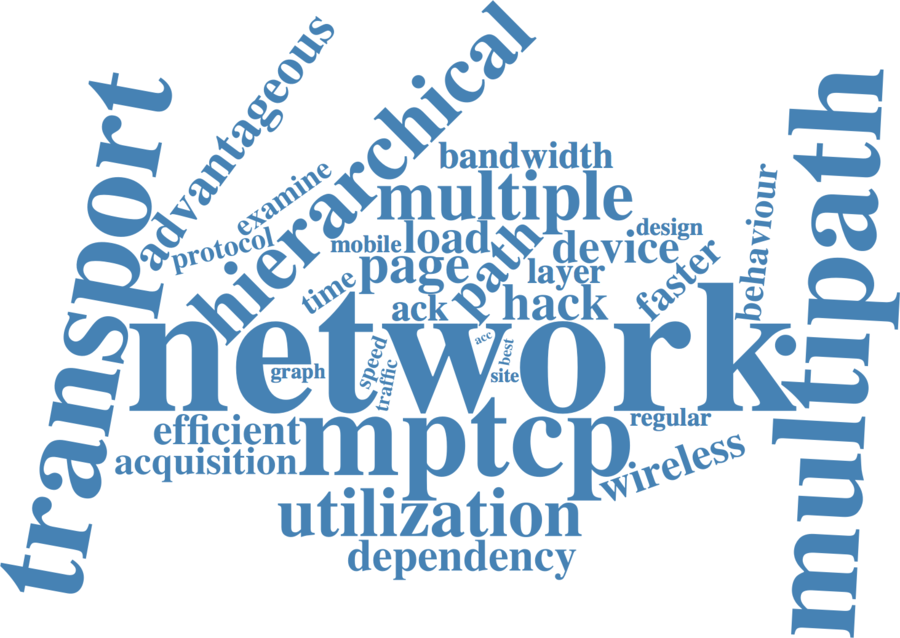 transport
advantageous
hierarchical
multipath
examine
protocol
bandwidth
multiple
mobile
load
path
device
design
behaviour
page
layer
faster
time
ack
hack
network
graph
speed
traffic
acc
best
site
efficient
mptcp
regular
acquisition
wireless
utilization
dependency